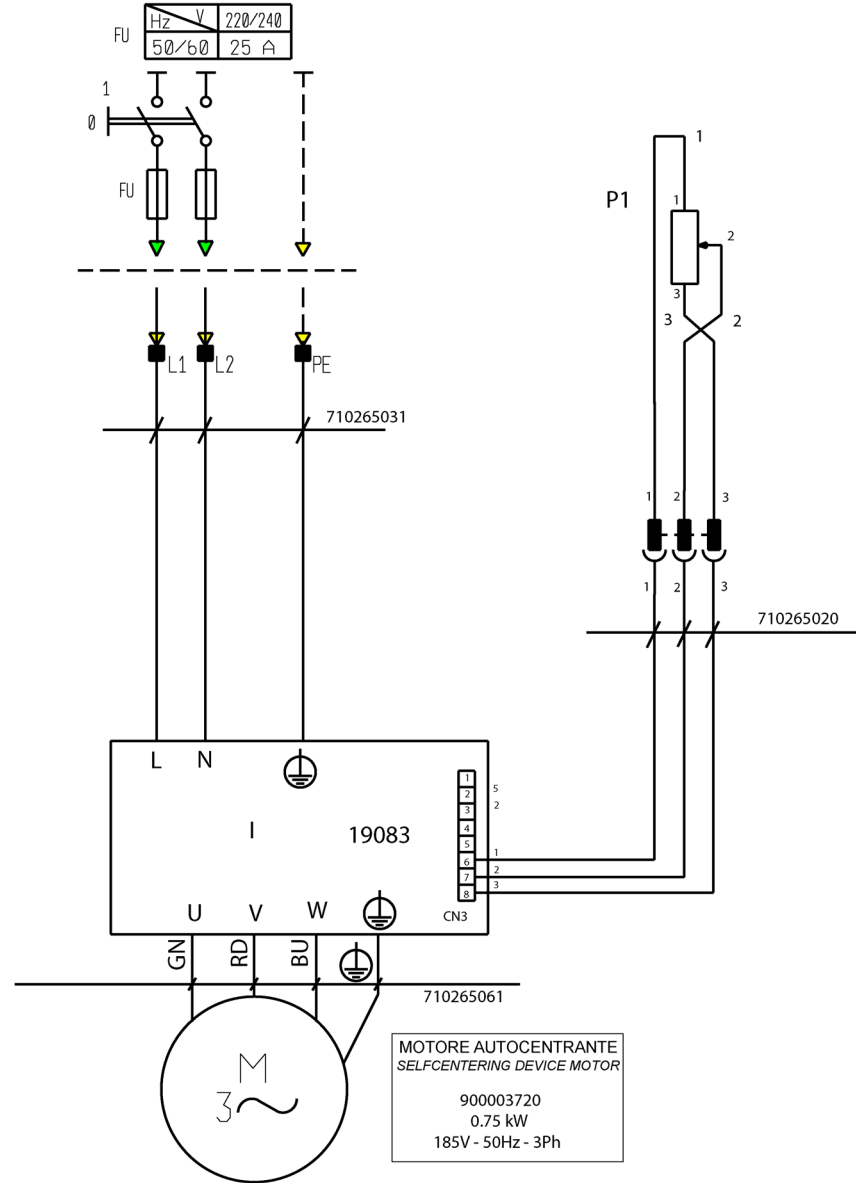 FU
Hz V 220/240
50/60 25 A
1
0
FU
L1 L2 PE
710265031
P1
1
1
2
3
3 2
1 2 3
1 2 3
710265020
L N
I 19083
1
2
3
4
5
6
7
8
5
2
1
2
3
CN3
U V W
GN RD BU
710265061
M
3
MOTORE AUTOCENTRANTE
SELFCENTERING DEVICE MOTOR
900003720
0.75 kW
185V - 50Hz - 3Ph